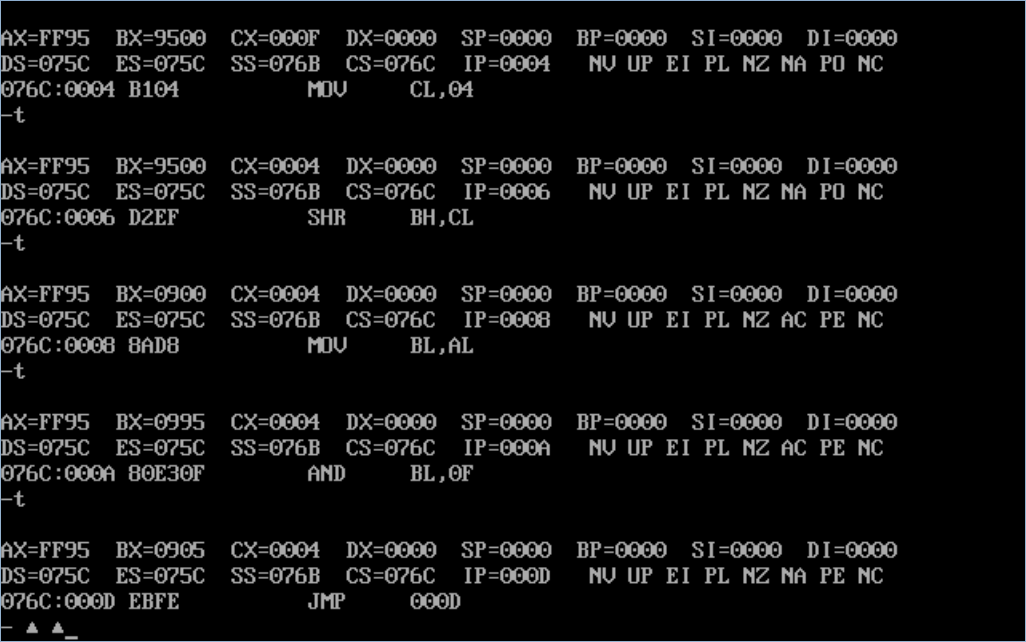 AX=FF95  BX=9500  CX=000F  DX=0000  SP=0000  BP=0000  SI=0000  DI=0000
DS=075C  ES=075C  SS=076B  CS=076C  IP=0004   NV UP EI PL NZ NA PO NC
076C:0004 B104          MOV     CL,04
-t
AX=FF95  BX=9500  CX=0004  DX=0000  SP=0000  BP=0000  SI=0000  DI=0000
DS=075C  ES=075C  SS=076B  CS=076C  IP=0006   NV UP EI PL NZ NA PO NC
076C:0006 D2EF          SHR     BH,CL
-t
AX=FF95  BX=0900  CX=0004  DX=0000  SP=0000  BP=0000  SI=0000  DI=0000
DS=075C  ES=075C  SS=076B  CS=076C  IP=0008   NV UP EI PL NZ AC PE NC
076C:0008 8AD8          MOV     BL,AL
-t
AX=FF95  BX=0995  CX=0004  DX=0000  SP=0000  BP=0000  SI=0000  DI=0000
DS=075C  ES=075C  SS=076B  CS=076C  IP=000A   NV UP EI PL NZ AC PE NC
076C:000A 80E30F        AND     BL,0F
-t
AX=FF95  BX=0905  CX=0004  DX=0000  SP=0000  BP=0000  SI=0000  DI=0000
DS=075C  ES=075C  SS=076B  CS=076C  IP=000D   NV UP EI PL NZ NA PE NC
076C:000D EBFE          JMP     000D
- ▲ ▲_